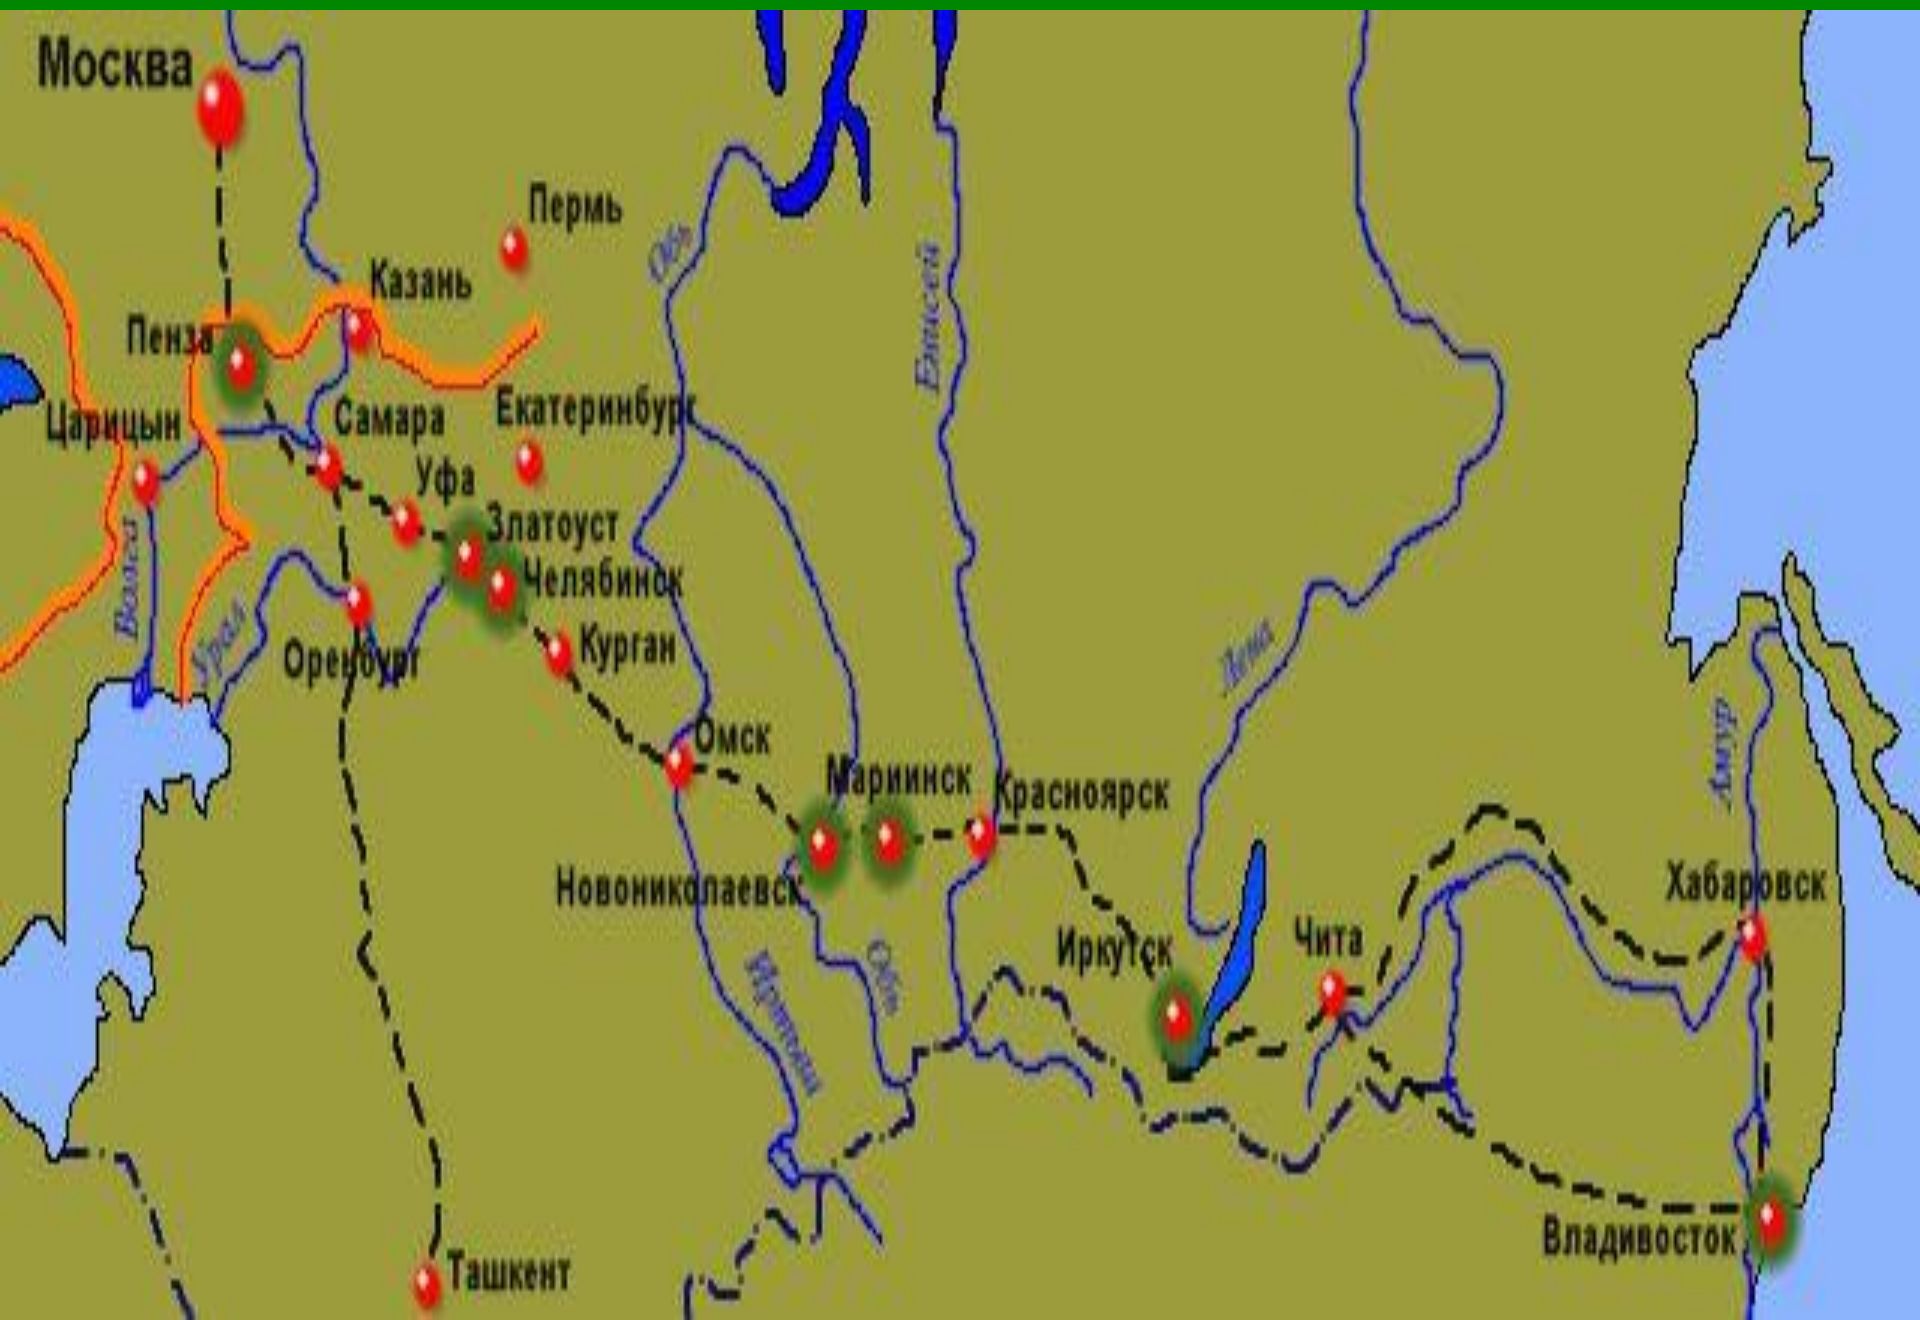 Москва
Пермь
Обь
Казань
Енисей
Пенза
Царицын
Самара
Екатеринбург
Уфа
Златоуст
Волга
Челябинск
Урал
Оренбург
Курган
Лена
Омск
Амур
Мариинск
Красноярск
Новониколаевск
Хабаровск
Иркутск
Чита
Обь
Иртыш
Владивосток
Ташкент